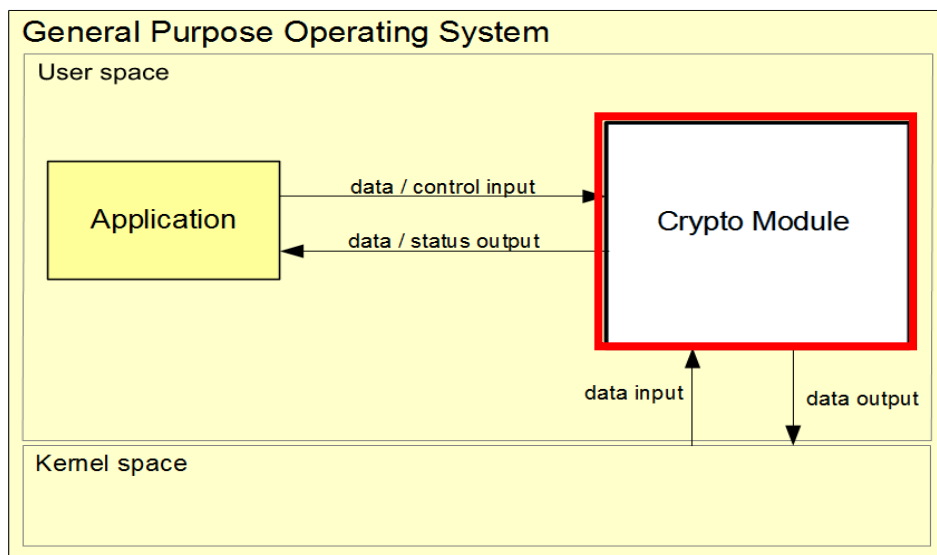 General Purpose Operating System
User space
data / control input
Application
Crypto Module
data / status output
data input
data output
Kernel space